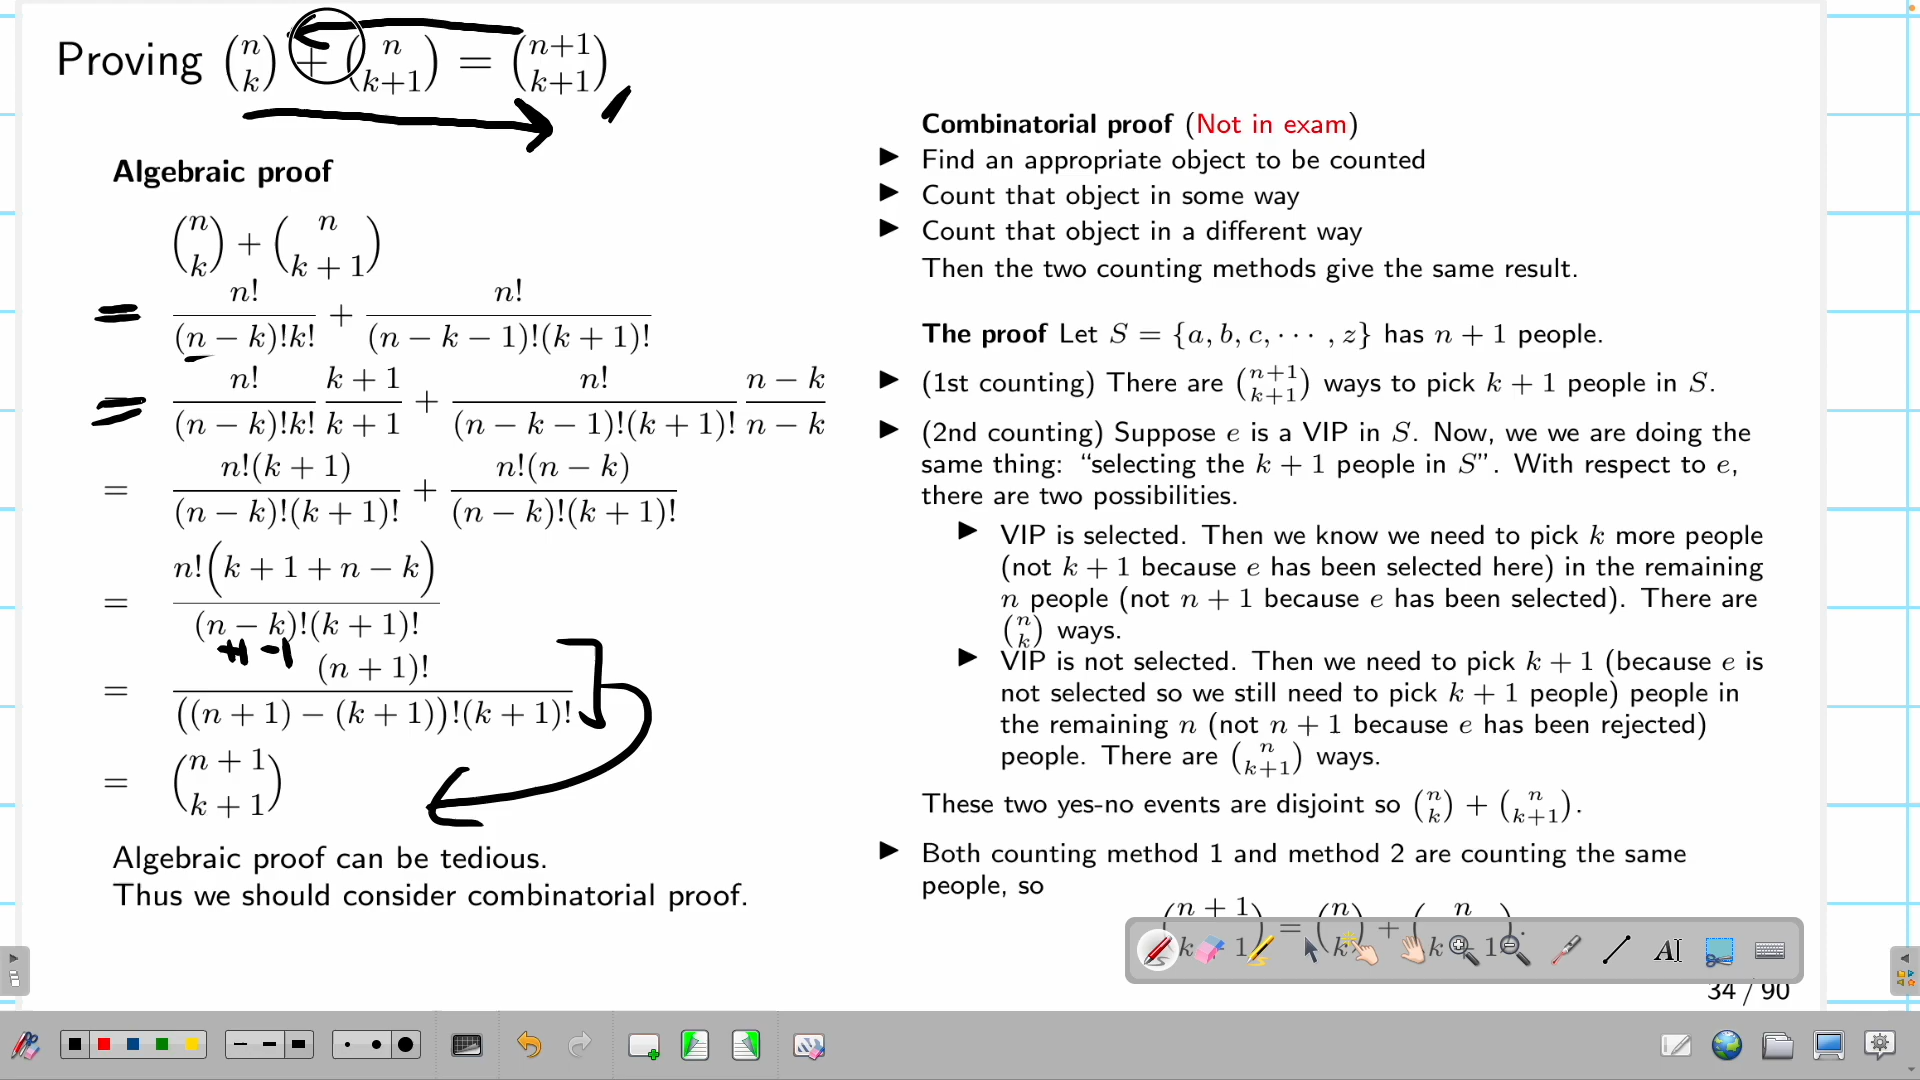 Proving (n k) + (n k+1) = (n+1 k+1)
Algebraic proof
(n k) + (n k + 1)
= n!/((n − k)!k!) + n!/((n − k − 1)!(k + 1)!)
= n!/((n − k)!k!) (k + 1)/(k + 1) + n!/((n − k − 1)!(k + 1)!) (n − k)/(n − k)
= n!(k + 1)/((n − k)!(k + 1)!) + n!(n − k)/((n − k)!(k + 1)!)
= n!(k + 1 + n − k)/((n − k)!(k + 1)!)
+1 −1
= (n + 1)!/(((n + 1) − (k + 1))!(k + 1)!)
= (n + 1 k + 1)
Algebraic proof can be tedious.
Thus we should consider combinatorial proof.
Combinatorial proof (Not in exam)
▶ Find an appropriate object to be counted
▶ Count that object in some way
▶ Count that object in a different way
Then the two counting methods give the same result.
The proof Let S = {a, b, c, · · · , z} has n + 1 people.
▶ (1st counting) There are (n+1 k+1) ways to pick k + 1 people in S.
▶ (2nd counting) Suppose e is a VIP in S. Now, we we are doing the
same thing: “selecting the k + 1 people in S”. With respect to e,
there are two possibilities.
▶ VIP is selected. Then we know we need to pick k more people
(not k + 1 because e has been selected here) in the remaining
n people (not n + 1 because e has been selected). There are
(n k) ways.
▶ VIP is not selected. Then we need to pick k + 1 (because e is
not selected so we still need to pick k + 1 people) people in
the remaining n (not n + 1 because e has been rejected)
people. There are (n k+1) ways.
These two yes-no events are disjoint so (n k) + (n k+1).
▶ Both counting method 1 and method 2 are counting the same
people, so
(n + 1 k + 1) = (n k) + (n k + 1).
34 / 90
AI